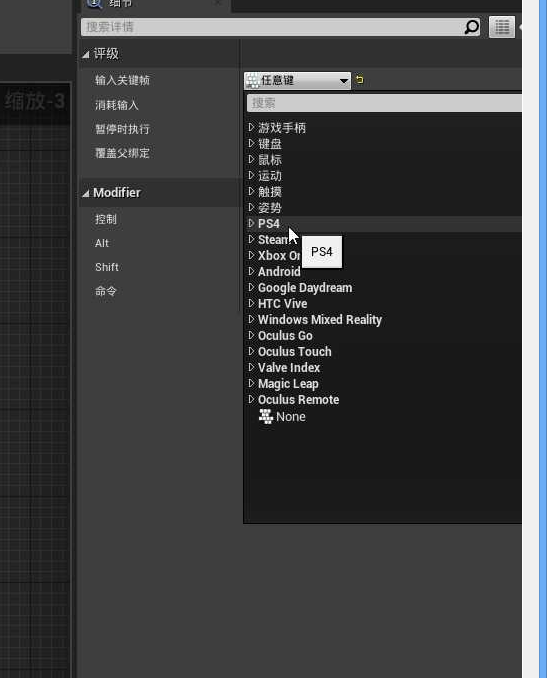 细节
搜索详情
评级
缩放-3
输入关键帧
任意键
消耗输入
搜索
暂停时执行
游戏手柄
覆盖父绑定
键盘
鼠标
运动
Modifier
触摸
姿势
控制
PS4
Alt
Steam
PS4
Xbox On
Shift
Android
Google Daydream
命令
HTC Vive
Windows Mixed Reality
Oculus Go
Oculus Touch
Valve Index
Magic Leap
Oculus Remote
None